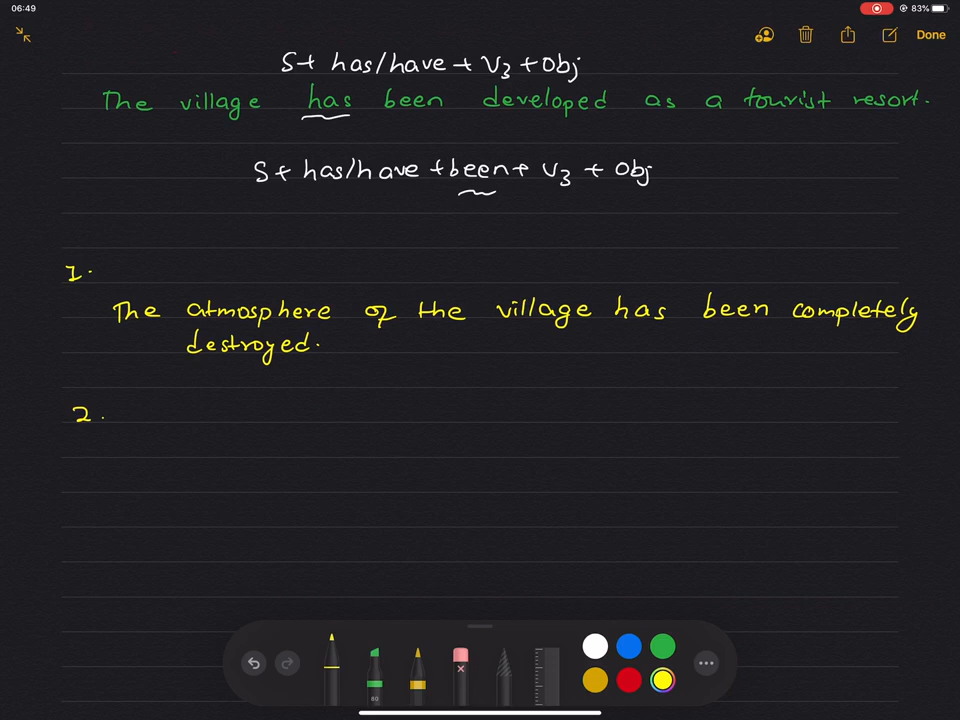 06:49
83%
Done
S+ has/have + V3 + Obj
The village has been developed as a tourist resort.
S+ has/have +been+ V3 + Obj
1.
The atmosphere of the village has been completely
destroyed.
2.
80